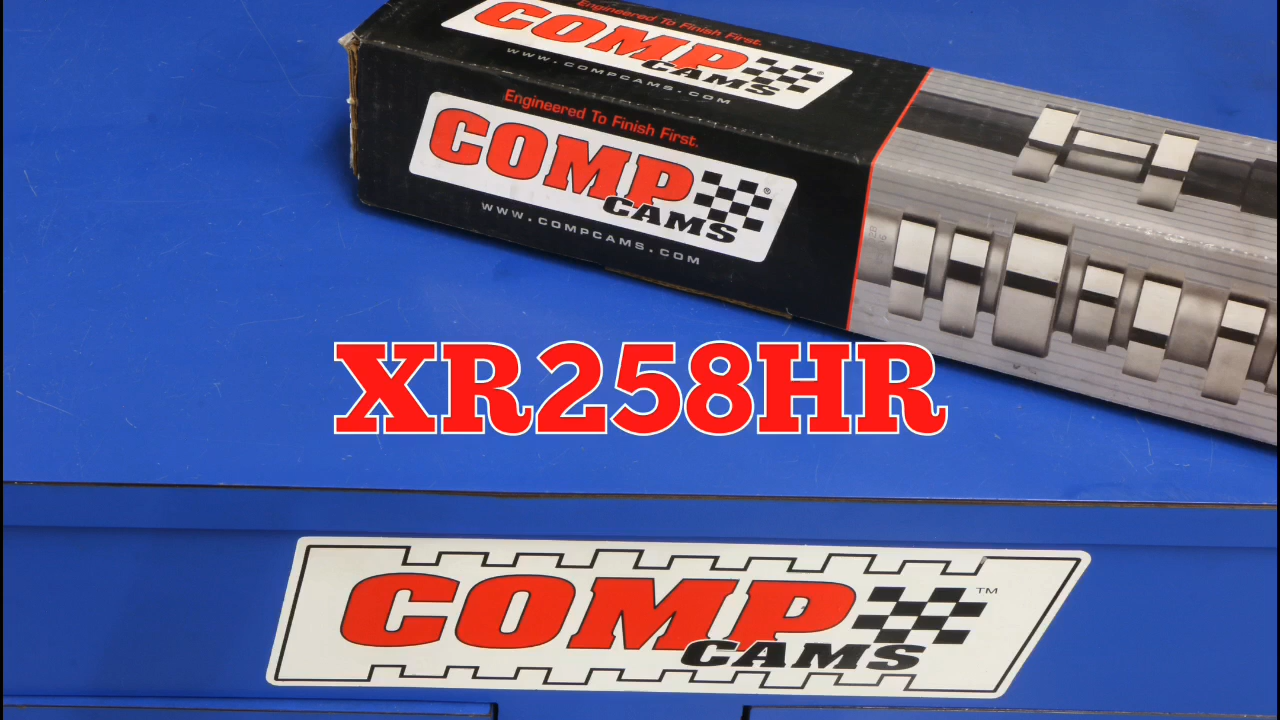 Engineered To Finish First.
COMP
CAMS
®
WWW.COMPCAMS.COM
Engineered To Finish First.
COMP
CAMS
®
WWW.COMPCAMS.COM
XR258HR
COMP
CAMS
™